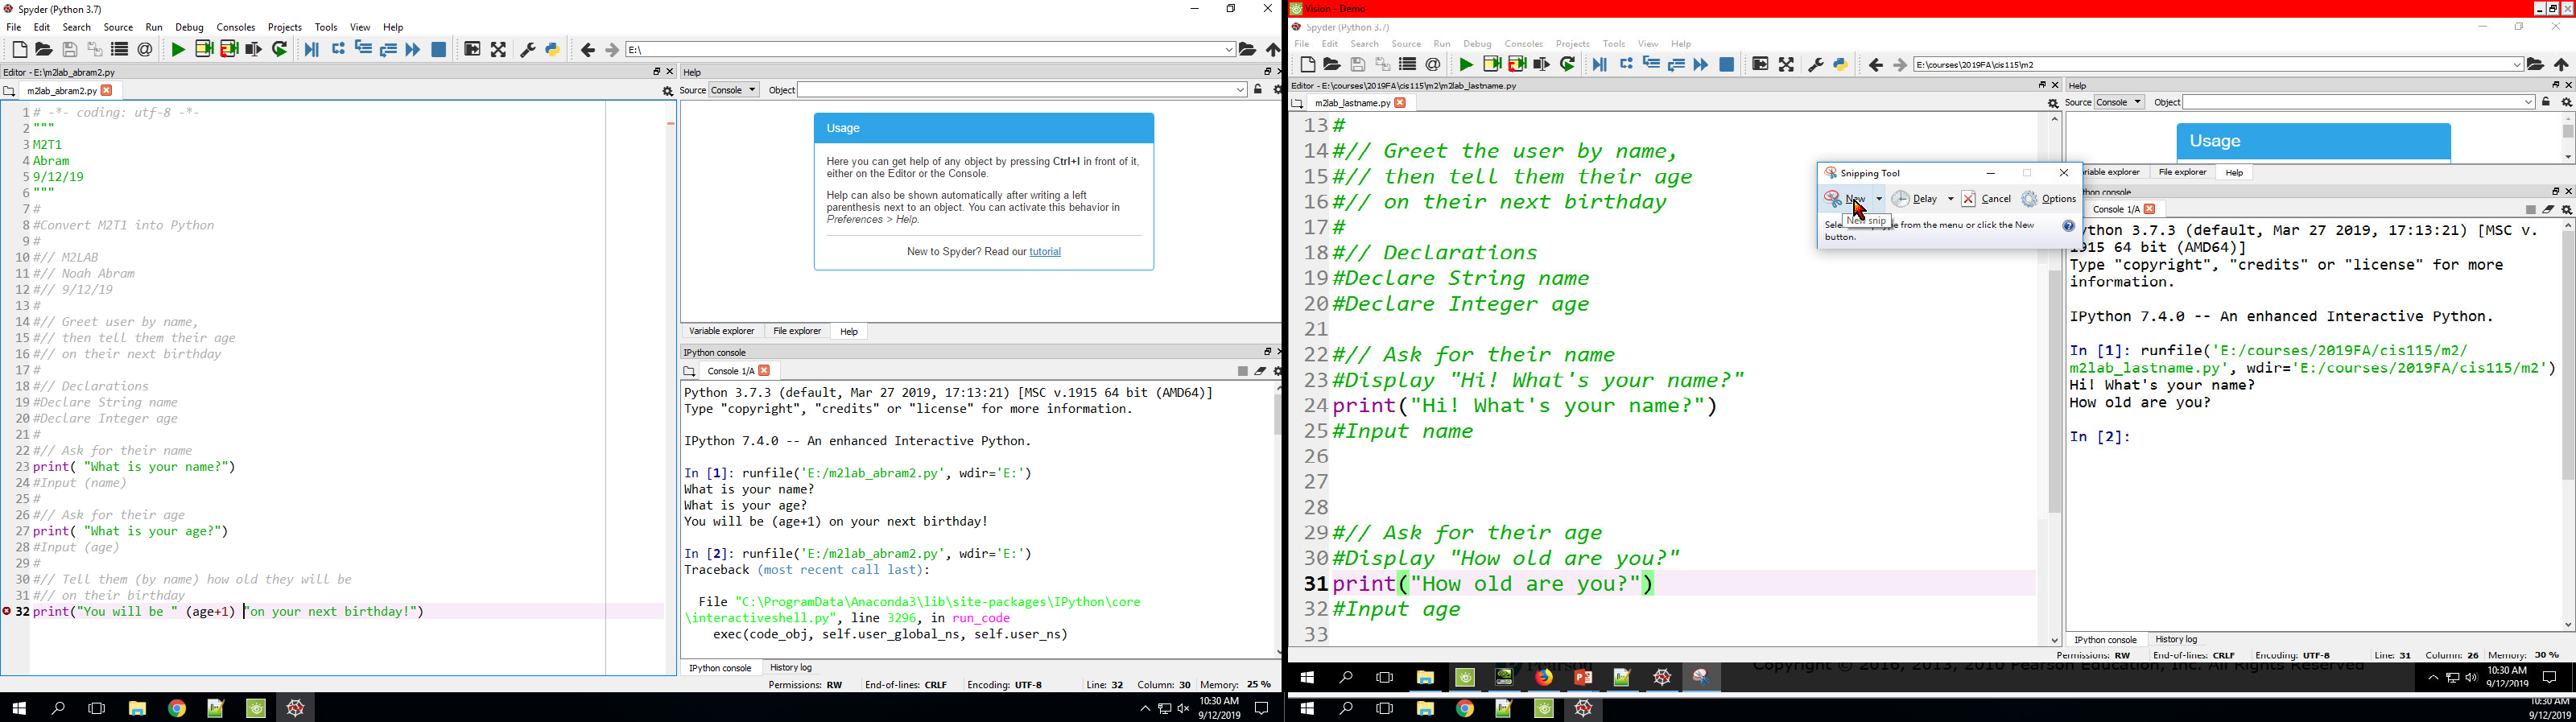 Spyder (Python 3.7)
File Edit Search Source Run Debug Consoles Projects Tools View Help
E:\
Editor - E:\m2lab_abram2.py
m2lab_abram2.py
1 # -*- coding: utf-8 -*-
2 """
3 M2T1
4 Abram
5 9/12/19
6 """
7 #
8 #Convert M2T1 into Python
9 #
10 #// M2LAB
11 #// Noah Abram
12 #// 9/12/19
13 #
14 #// Greet user by name,
15 #// then tell them their age
16 #// on their next birthday
17 #
18 #// Declarations
19 #Declare String name
20 #Declare Integer age
21 #
22 #// Ask for their name
23 print( "What is your name?")
24 #Input (name)
25 #
26 #// Ask for their age
27 print( "What is your age?")
28 #Input (age)
29 #
30 #// Tell them (by name) how old they will be
31 #// on their birthday
32 print("You will be " (age+1) "on your next birthday!")
Help
Source Console Object
Usage
Here you can get help of any object by pressing Ctrl+I in front of it,
either on the Editor or the Console.
Help can also be shown automatically after writing a left
parenthesis next to an object. You can activate this behavior in
Preferences > Help.
New to Spyder? Read our tutorial
Variable explorer File explorer Help
IPython console
Console 1/A
Python 3.7.3 (default, Mar 27 2019, 17:13:21) [MSC v.1915 64 bit (AMD64)]
Type "copyright", "credits" or "license" for more information.
IPython 7.4.0 -- An enhanced Interactive Python.
In [1]: runfile('E:/m2lab_abram2.py', wdir='E:')
What is your name?
What is your age?
You will be (age+1) on your next birthday!
In [2]: runfile('E:/m2lab_abram2.py', wdir='E:')
Traceback (most recent call last):
File "C:\ProgramData\Anaconda3\lib\site-packages\IPython\core
\interactiveshell.py", line 3296, in run_code
exec(code_obj, self.user_global_ns, self.user_ns)
IPython console History log
Permissions: RW End-of-lines: CRLF Encoding: UTF-8 Line: 32 Column: 30 Memory: 25 %
10:30 AM
9/12/2019
Vision - Demo
Spyder (Python 3.7)
File Edit Search Source Run Debug Consoles Projects Tools View Help
E:\courses\2019FA\cis115\m2
Editor - E:\courses\2019FA\cis115\m2\m2lab_lastname.py
m2lab_lastname.py
13 #
14 #// Greet the user by name,
15 #// then tell them their age
16 #// on their next birthday
17 #
18 #// Declarations
19 #Declare String name
20 #Declare Integer age
21
22 #// Ask for their name
23 #Display "Hi! What's your name?"
24 print("Hi! What's your name?")
25 #Input name
26
27
28
29 #// Ask for their age
30 #Display "How old are you?"
31 print("How old are you?")
32 #Input age
33
Snipping Tool
New Delay Cancel Options
New snip
from the menu or click the New
button.
Help
Source Console Object
Usage
riable explorer File explorer Help
thon console
Console 1/A
ython 3.7.3 (default, Mar 27 2019, 17:13:21) [MSC v.
1915 64 bit (AMD64)]
Type "copyright", "credits" or "license" for more
information.
IPython 7.4.0 -- An enhanced Interactive Python.
In [1]: runfile('E:/courses/2019FA/cis115/m2/
m2lab_lastname.py', wdir='E:/courses/2019FA/cis115/m2')
Hi! What's your name?
How old are you?
In [2]:
IPython console History log
Permissions: RW End-of-lines: CRLF Encoding: UTF-8 Line: 31 Column: 26 Memory: 30 %
Copyright © 2018, 2013, 2010 Pearson Education, Inc. All Rights Reserved
10:30 AM
9/12/2019
10:30 AM
9/12/2019